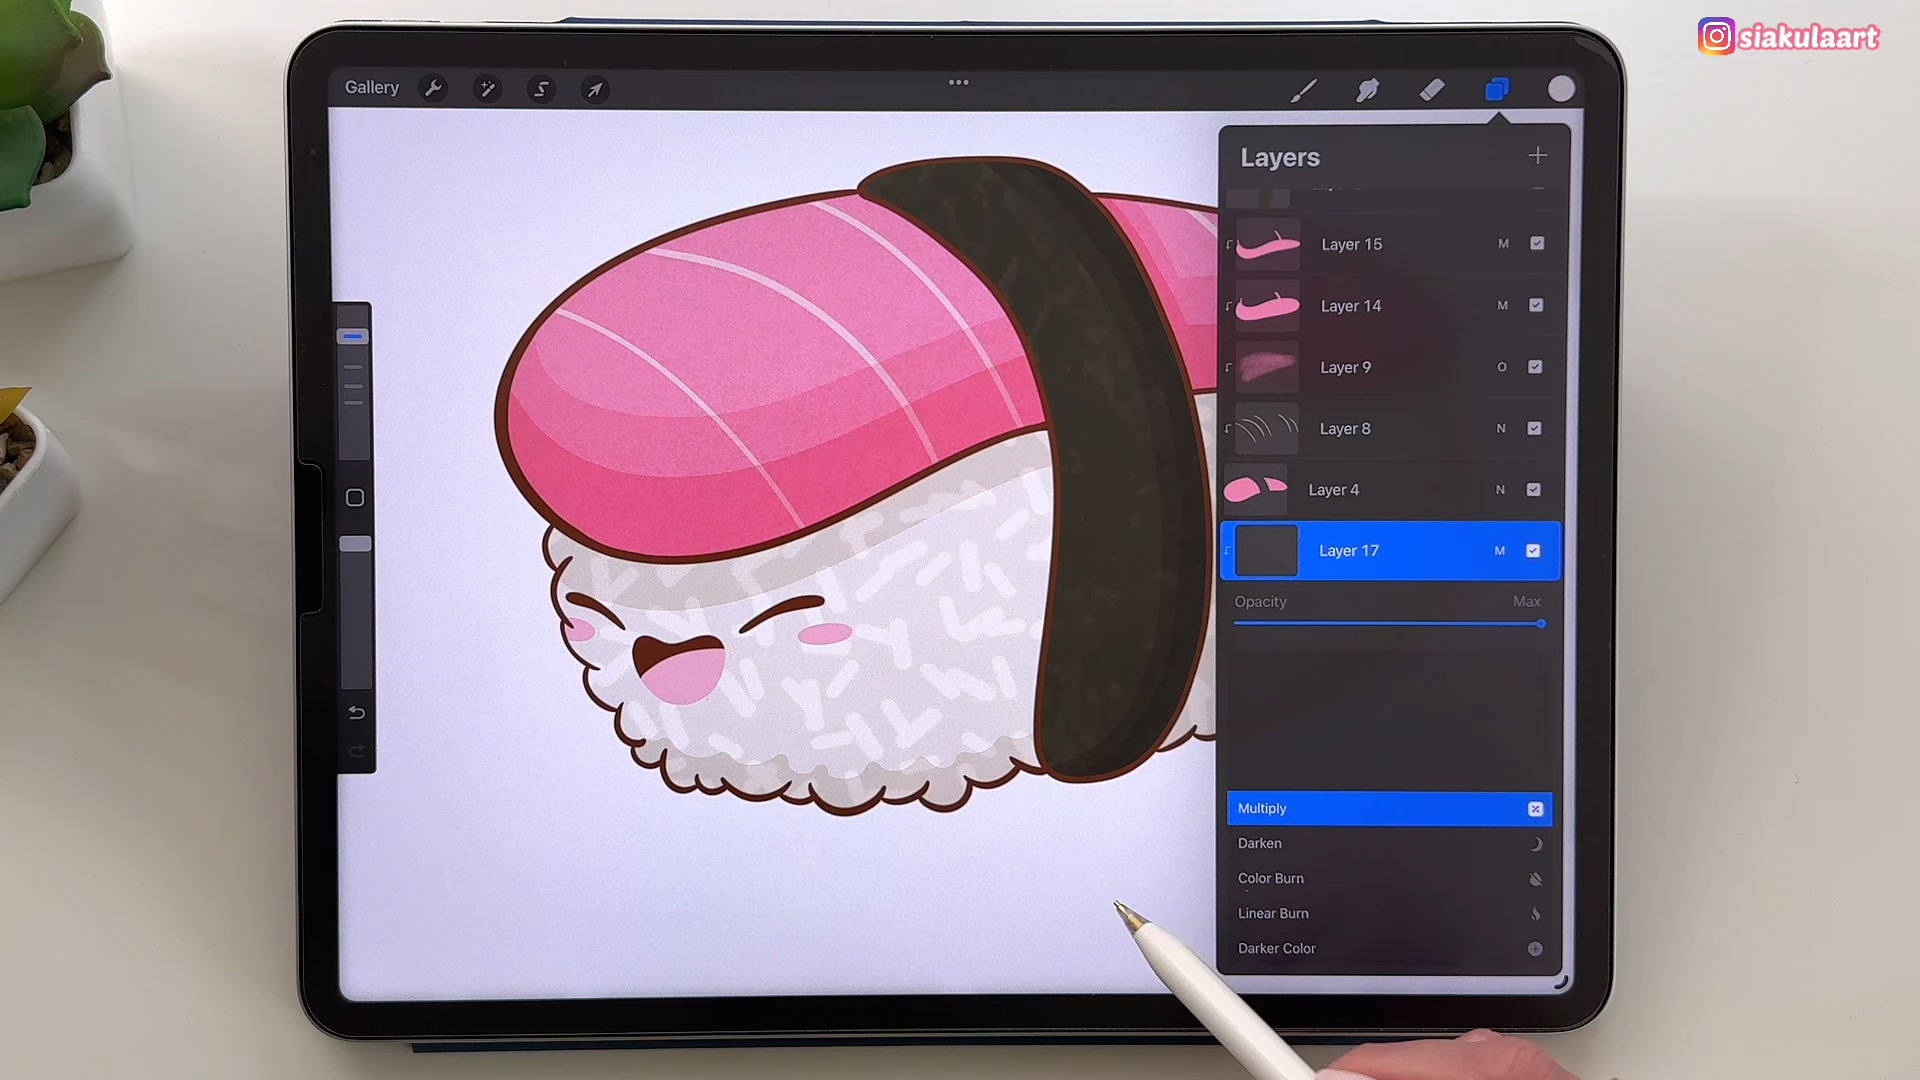 siakulaart
Gallery
Layers
Layer 15 M
Layer 14 M
Layer 9 O
Layer 8 N
Layer 4 N
Layer 17 M
Opacity Max
Multiply
Darken
Color Burn
Linear Burn
Darker Color